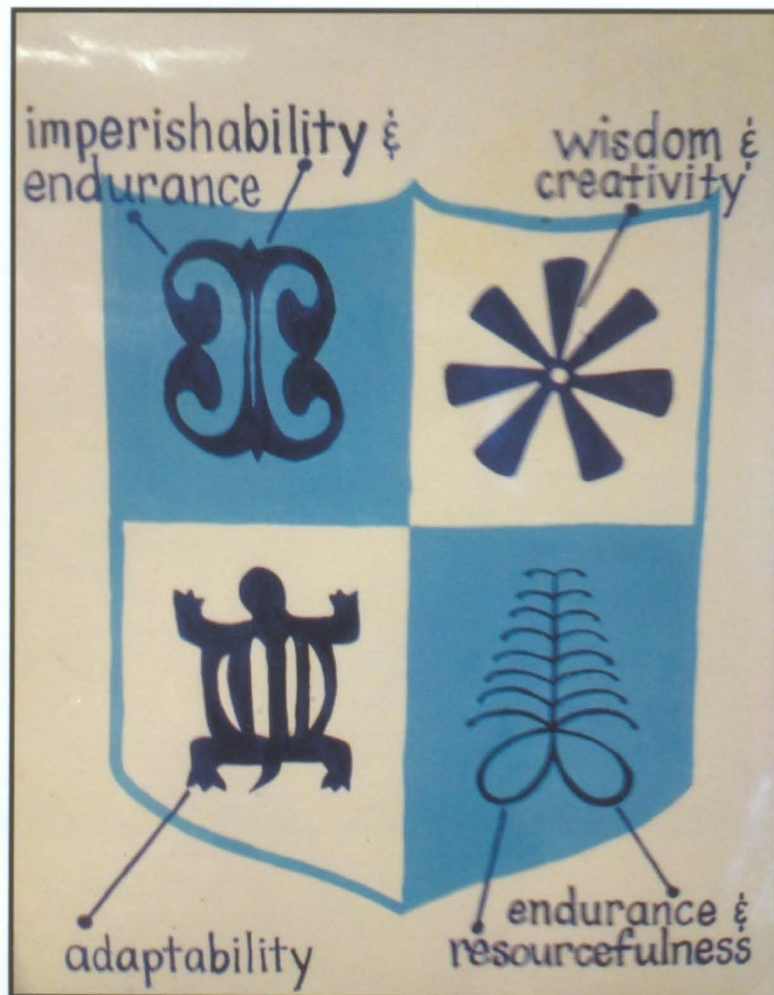 imperishability &
endurance
wisdom &
creativity
adaptability
endurance &
resourcefulness